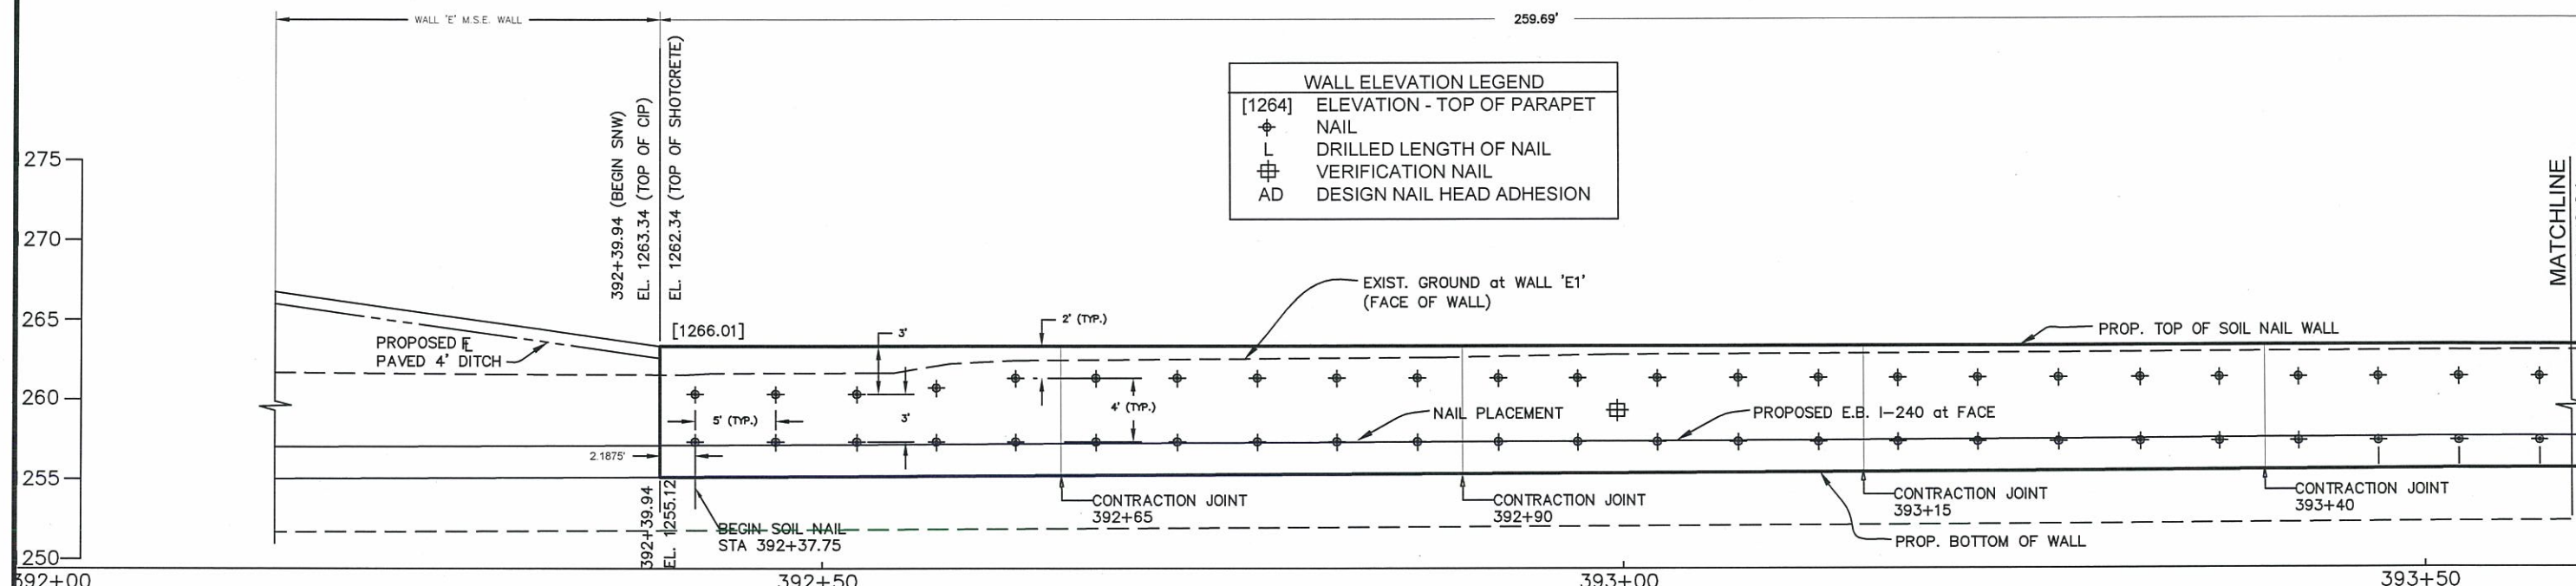 WALL 'E' M.S.E. WALL
259.69'
392+39.94 (BEGIN SNW)
EL. 1263.34 (TOP OF CIP)
EL. 1262.34 (TOP OF SHOTCRETE)
WALL ELEVATION LEGEND
[1264] ELEVATION - TOP OF PARAPET
NAIL
L DRILLED LENGTH OF NAIL
VERIFICATION NAIL
AD DESIGN NAIL HEAD ADHESION
275
270
265
260
255
250
MATCHLINE
EXIST. GROUND at WALL 'E1'
(FACE OF WALL)
[1266.01]
3'
2' (TYP.)
PROP. TOP OF SOIL NAIL WALL
PROPOSED
PAVED 4' DITCH
5' (TYP.)
3'
4' (TYP.)
NAIL PLACEMENT
PROPOSED E.B. I-240 at FACE
2.1875'
392+39.94
EL. 1255.12
BEGIN SOIL NAIL
STA 392+37.75
CONTRACTION JOINT
392+65
CONTRACTION JOINT
392+90
CONTRACTION JOINT
393+15
CONTRACTION JOINT
393+40
PROP. BOTTOM OF WALL
392+00
392+50
393+00
393+50